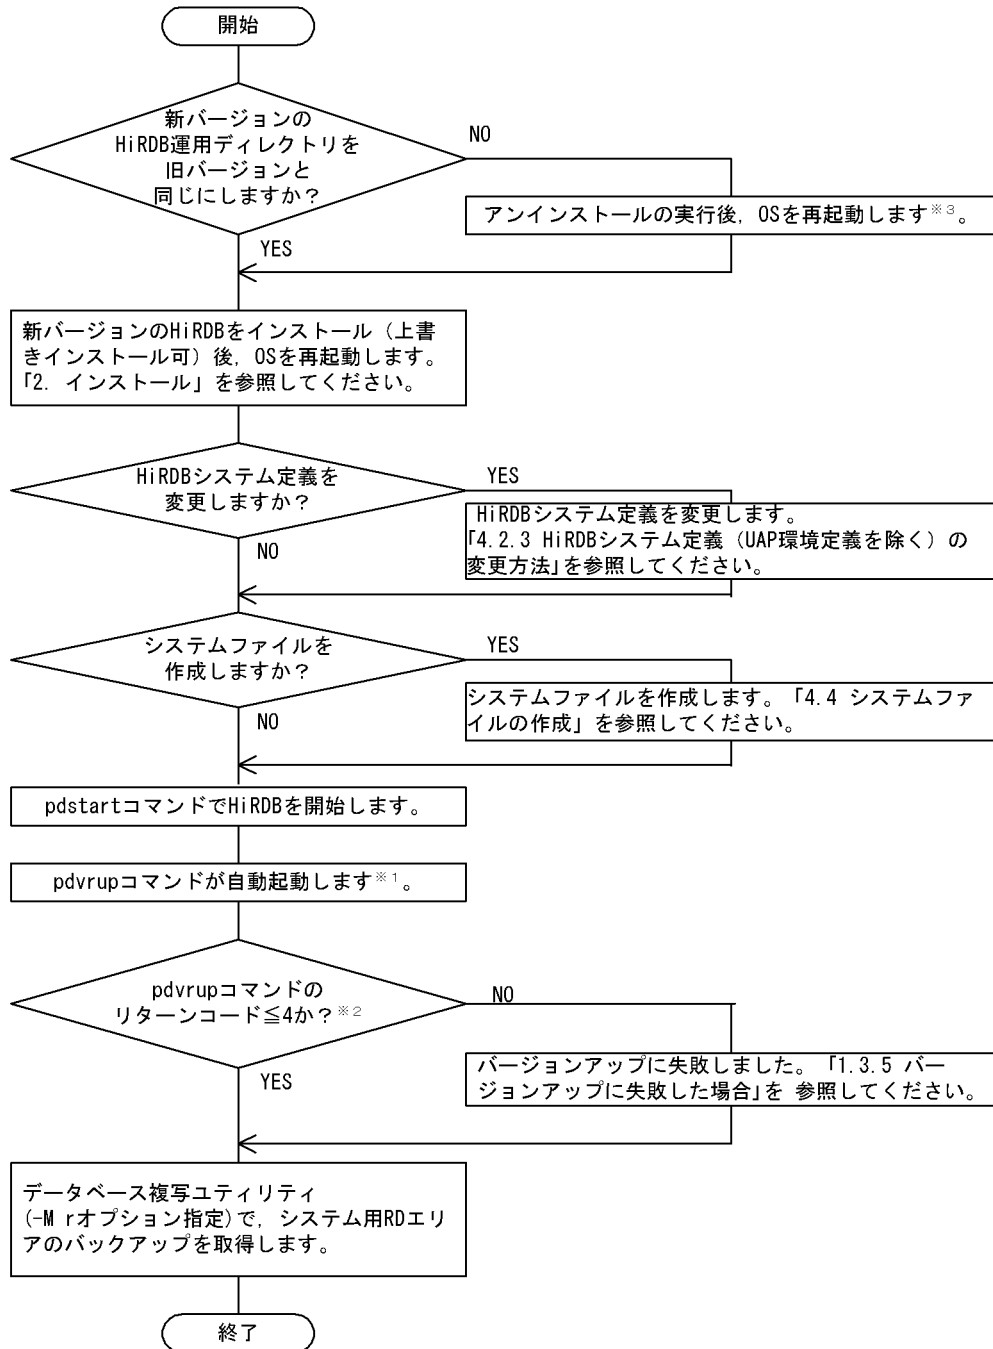 開始
新バージョンの
HiRDB運用ディレクトリを
旧バージョンと
同じにしますか？
NO
アンインストールの実行後，OSを再起動します※3。
YES
新バージョンのHiRDBをインストール（上書
きインストール可）後，OSを再起動します。
「2. インストール」を参照してください。
HiRDBシステム定義を
変更しますか？
YES
HiRDBシステム定義を変更します。
「4.2.3 HiRDBシステム定義（UAP環境定義を除く）の
変更方法」を参照してください。
NO
システムファイルを
作成しますか？
YES
システムファイルを作成します。「4.4 システムファ
イルの作成」を参照してください。
NO
pdstartコマンドでHiRDBを開始します。
pdvrupコマンドが自動起動します※1。
pdvrupコマンドの
リターンコード≦4か？※2
NO
バージョンアップに失敗しました。「1.3.5 バー
ジョンアップに失敗した場合」を 参照してください。
YES
データベース複写ユティリティ
(-M rオプション指定)で，システム用RDエリ
アのバックアップを取得します。
終了